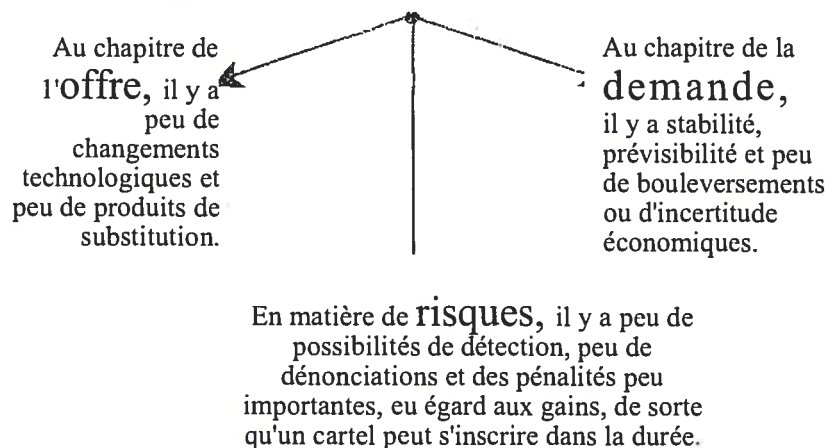 Au chapitre de
l'offre, il y a
peu de
changements
technologiques et
peu de produits de
substitution.
Au chapitre de la
demande,
il y a stabilité,
prévisibilité et peu
de bouleversements
ou d'incertitude
économiques.
En matière de risques, il y a peu de
possibilités de détection, peu de
dénonciations et des pénalités peu
importantes, eu égard aux gains, de sorte
qu'un cartel peut s'inscrire dans la durée.